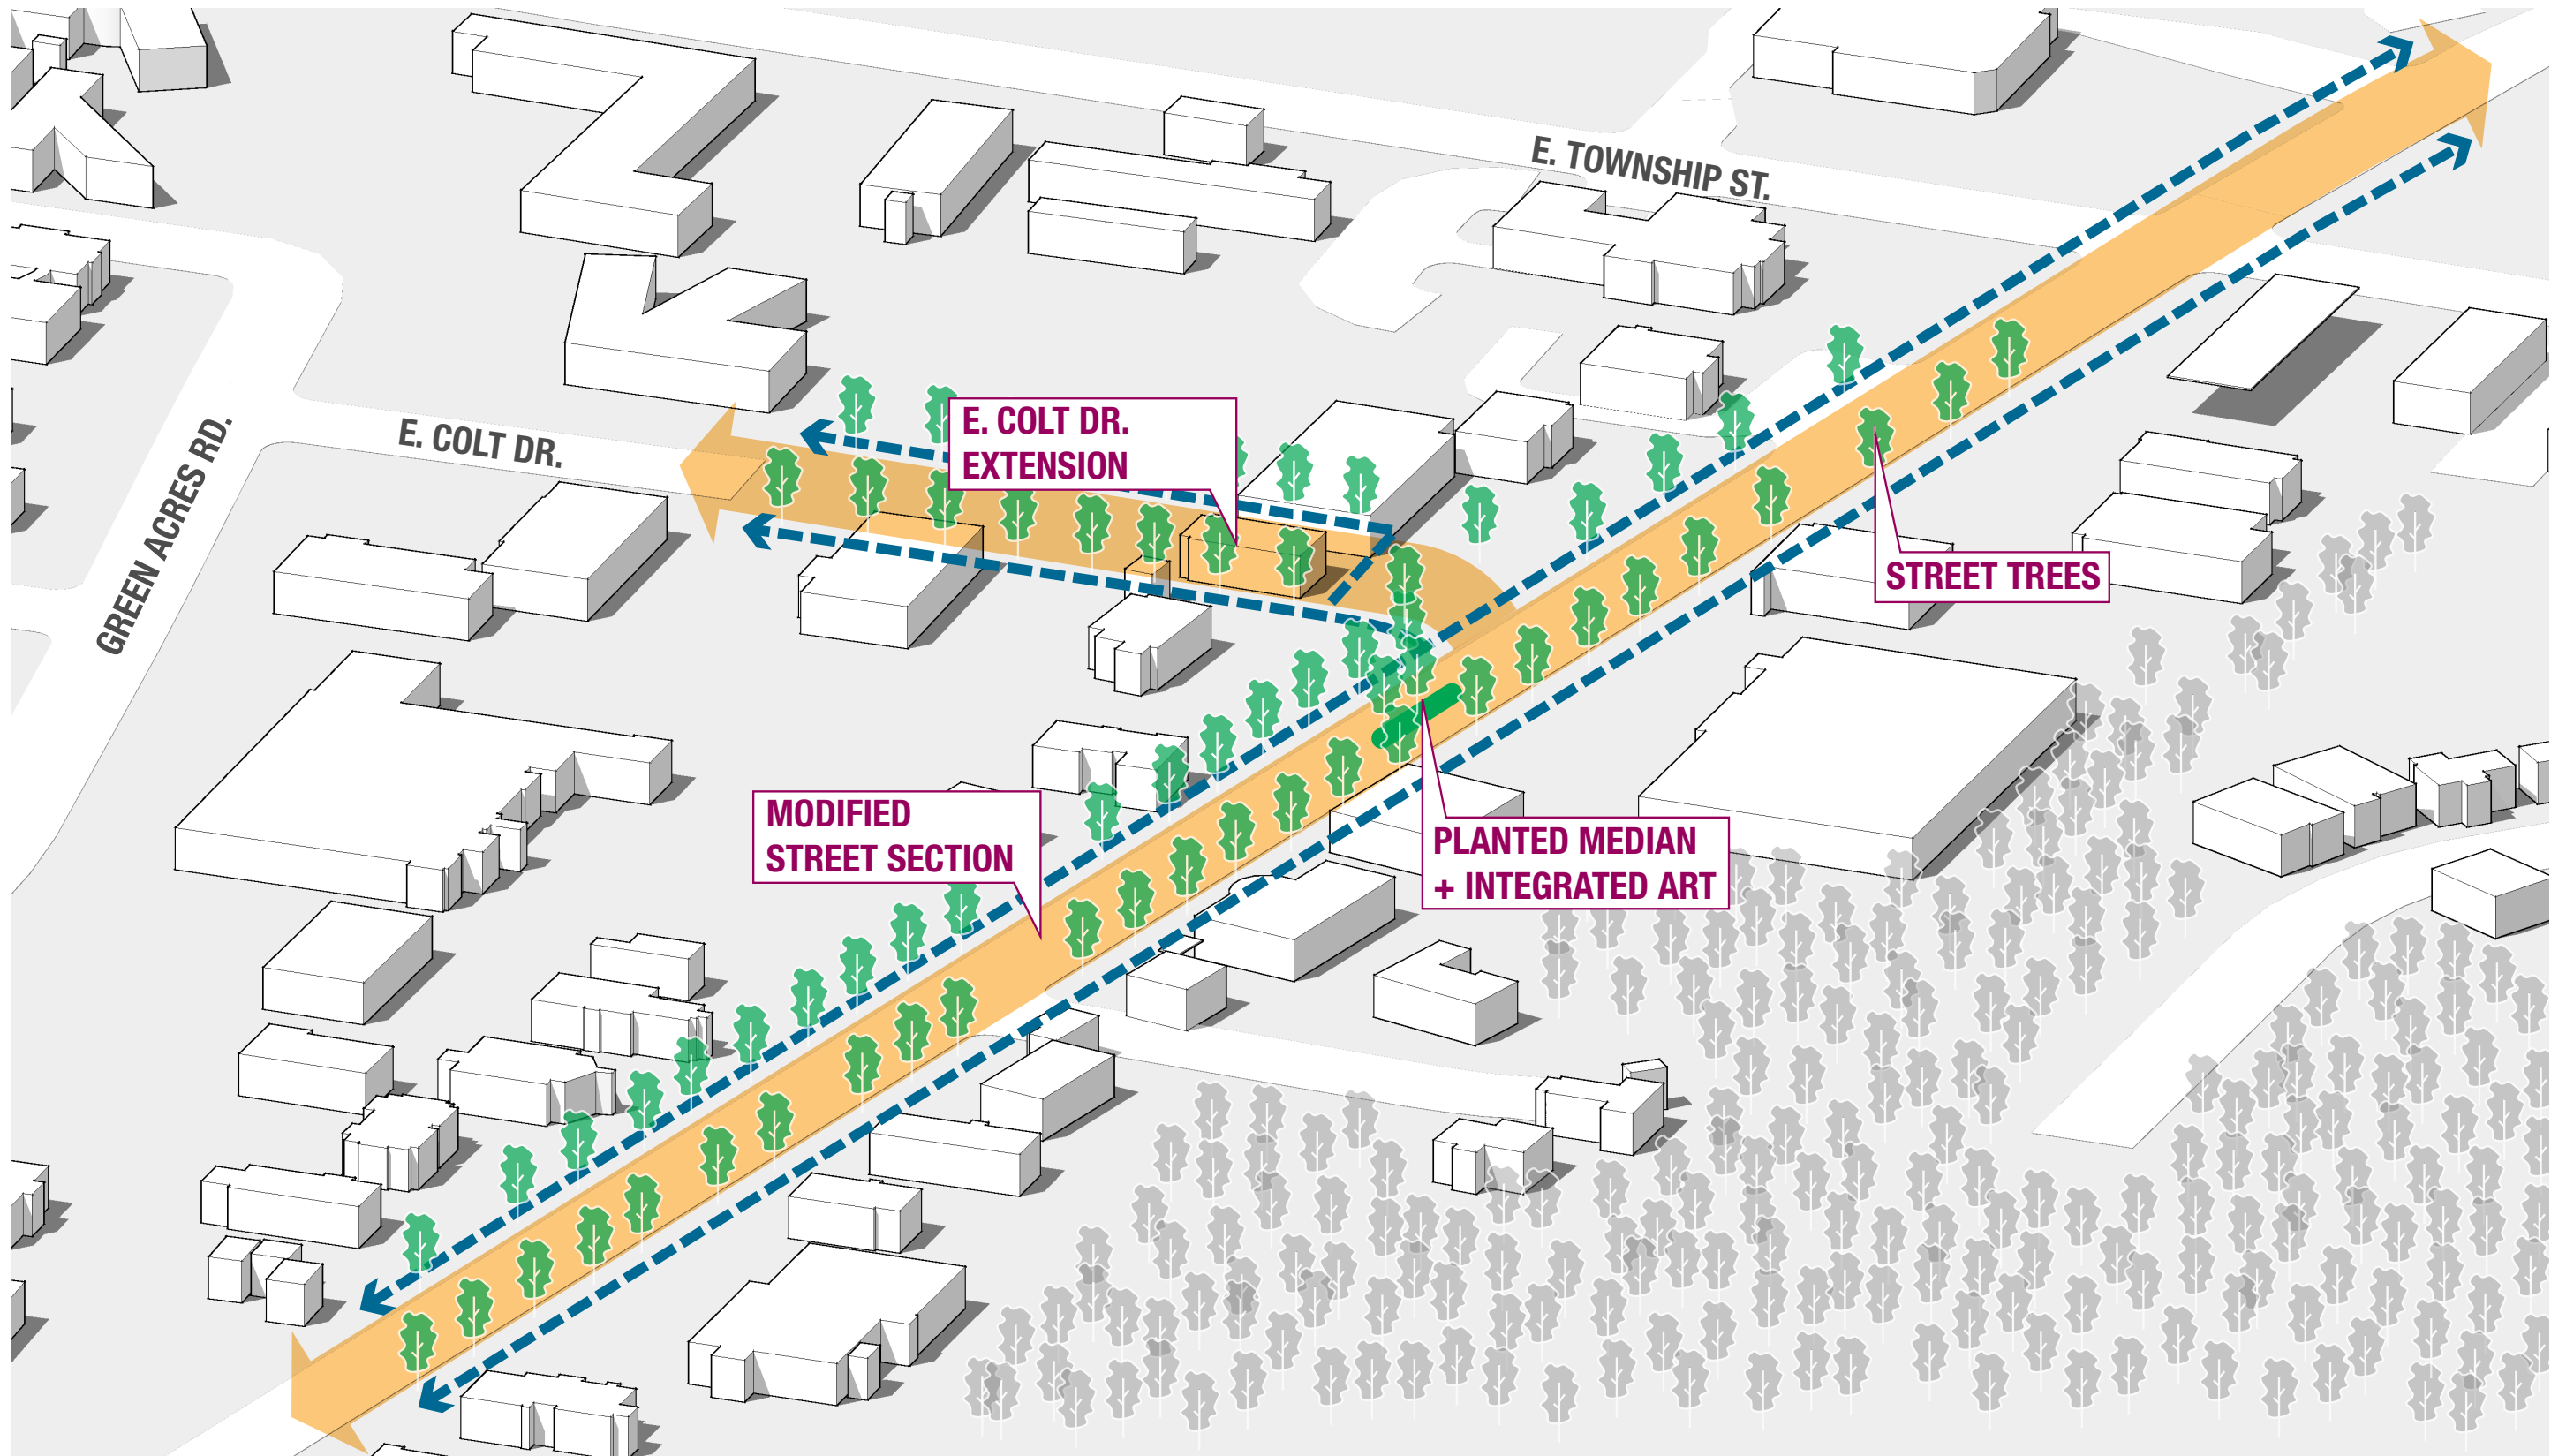 E. TOWNSHIP ST.
E. COLT DR.
EXTENSION
E. COLT DR.
GREEN ACRES RD.
STREET TREES
MODIFIED
STREET SECTION
PLANTED MEDIAN
+ INTEGRATED ART